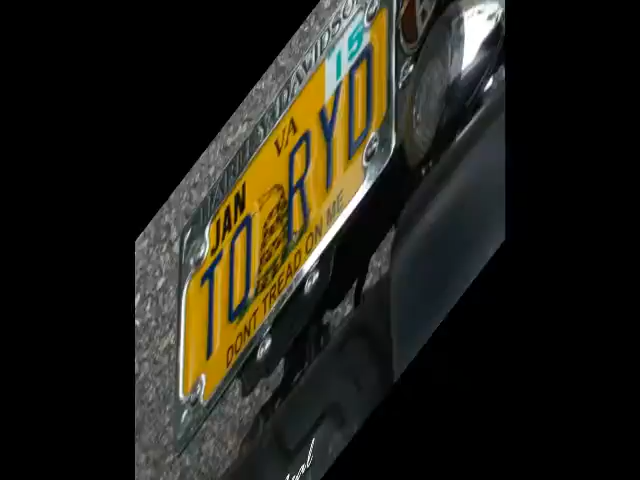 HARLEY-DAVIDSON
JAN VA 15
TO RYD
DONT TREAD ON ME